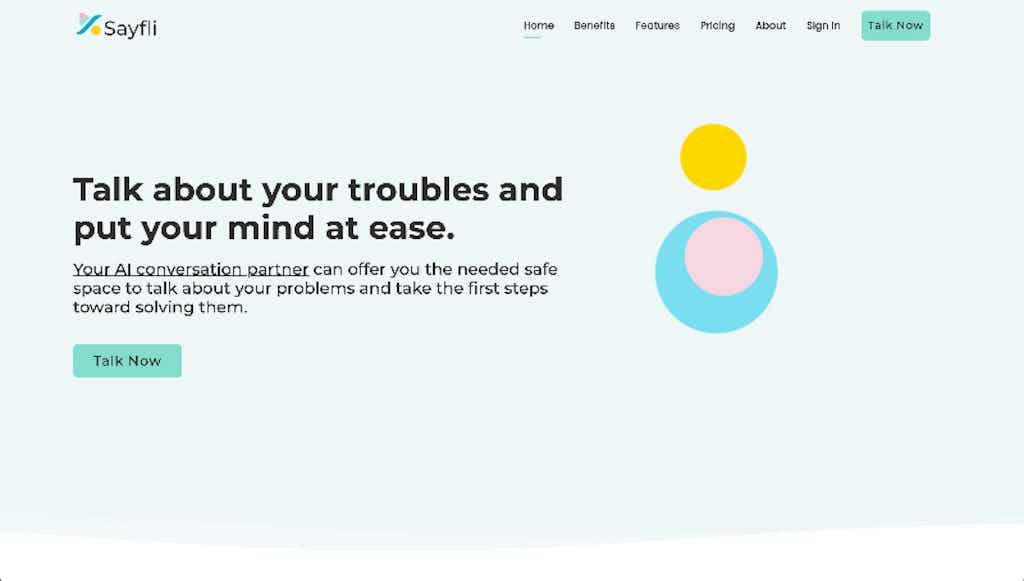 Sayfli
Home Benefits Features Pricing About Sign In Talk Now
Talk about your troubles and
put your mind at ease.
Your AI conversation partner can offer you the needed safe
space to talk about your problems and take the first steps
toward solving them.
Talk Now